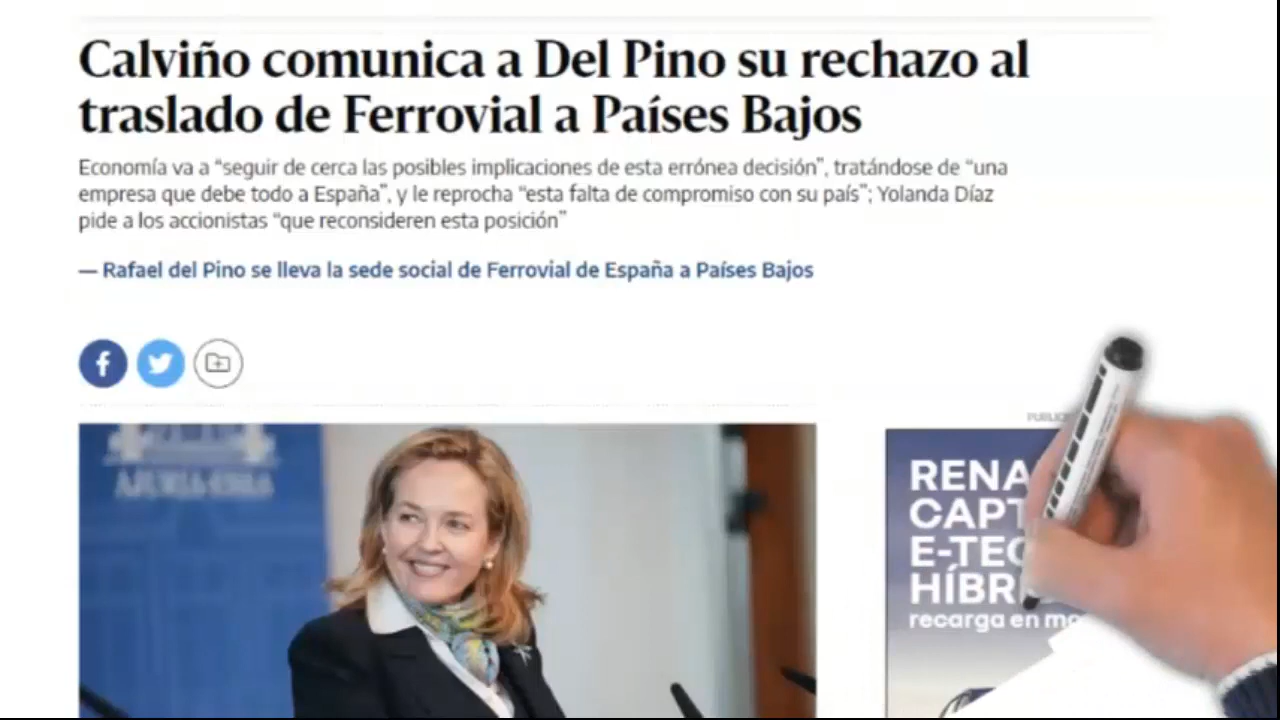 Calviño comunica a Del Pino su rechazo al
traslado de Ferrovial a Países Bajos
Economía va a “seguir de cerca las posibles implicaciones de esta errónea decisión”, tratándose de “una
empresa que debe todo a España”, y le reprocha “esta falta de compromiso con su país”; Yolanda Díaz
pide a los accionistas “que reconsideren esta posición”
— Rafael del Pino se lleva la sede social de Ferrovial de España a Países Bajos
RENA
CAPT
E-TEC
HÍBR
recarga en